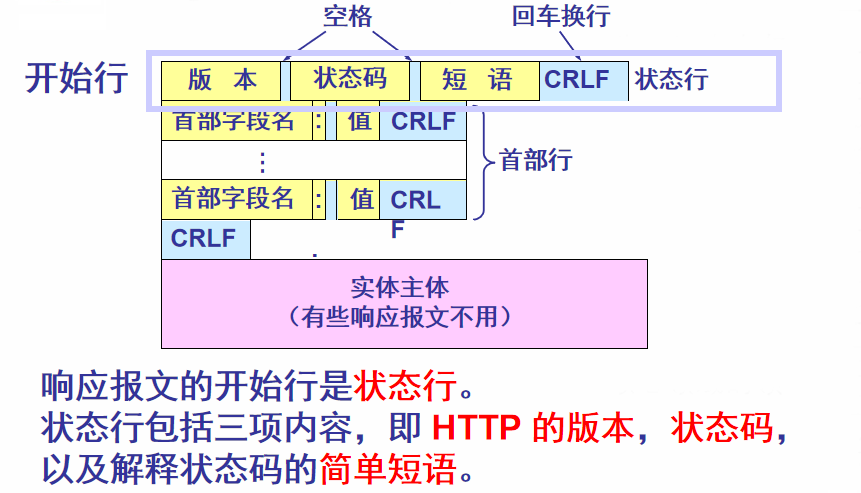 空格 回车换行
开始行 版 本 状态码 短 语 CRLF 状态行
首部字段名 : 值 CRLF
⋮ 首部行
首部字段名 : 值 CRL
F
CRLF
实体主体
（有些响应报文不用）
响应报文的开始行是状态行。
状态行包括三项内容，即 HTTP 的版本，状态码，
以及解释状态码的简单短语。